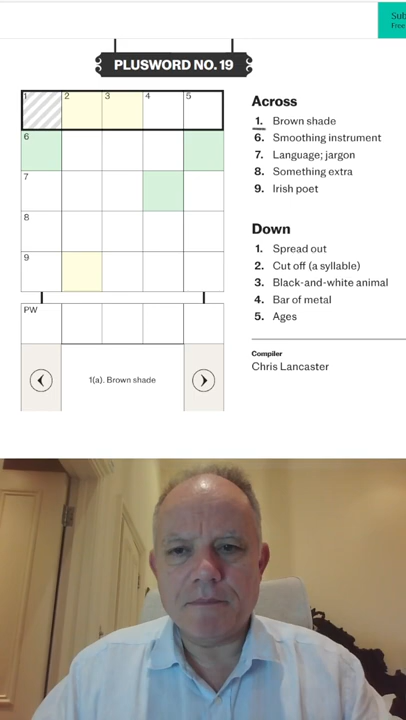 Sub
Free
PLUSWORD NO. 19
1 2 3 4 5
6
7
8
9
PW
1(a). Brown shade
Across
1. Brown shade
6. Smoothing instrument
7. Language; jargon
8. Something extra
9. Irish poet
Down
1. Spread out
2. Cut off (a syllable)
3. Black-and-white animal
4. Bar of metal
5. Ages
Compiler
Chris Lancaster